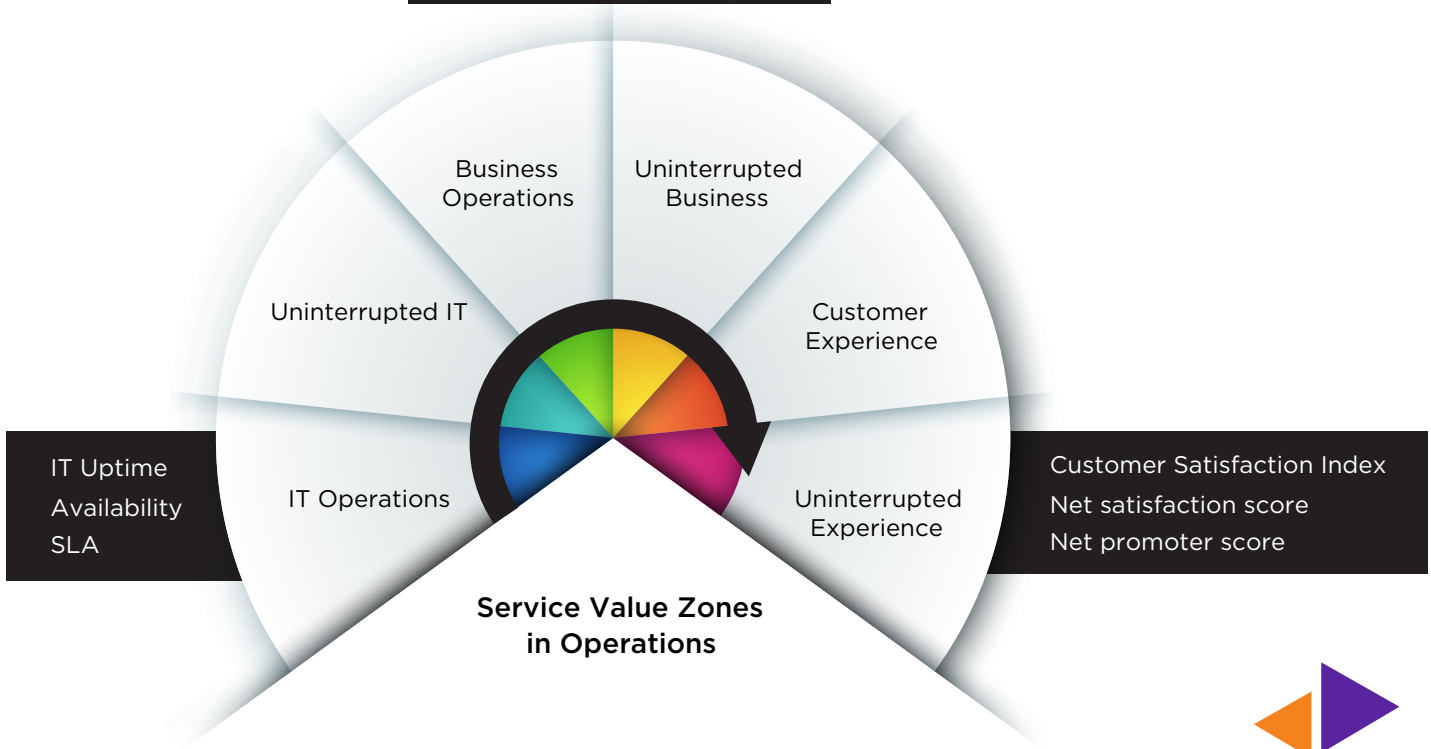 Business
Operations
Uninterrupted
Business
Uninterrupted IT
Customer
Experience
IT Uptime
Availability
SLA
IT Operations
Uninterrupted
Experience
Customer Satisfaction Index
Net satisfaction score
Net promoter score
Service Value Zones
in Operations